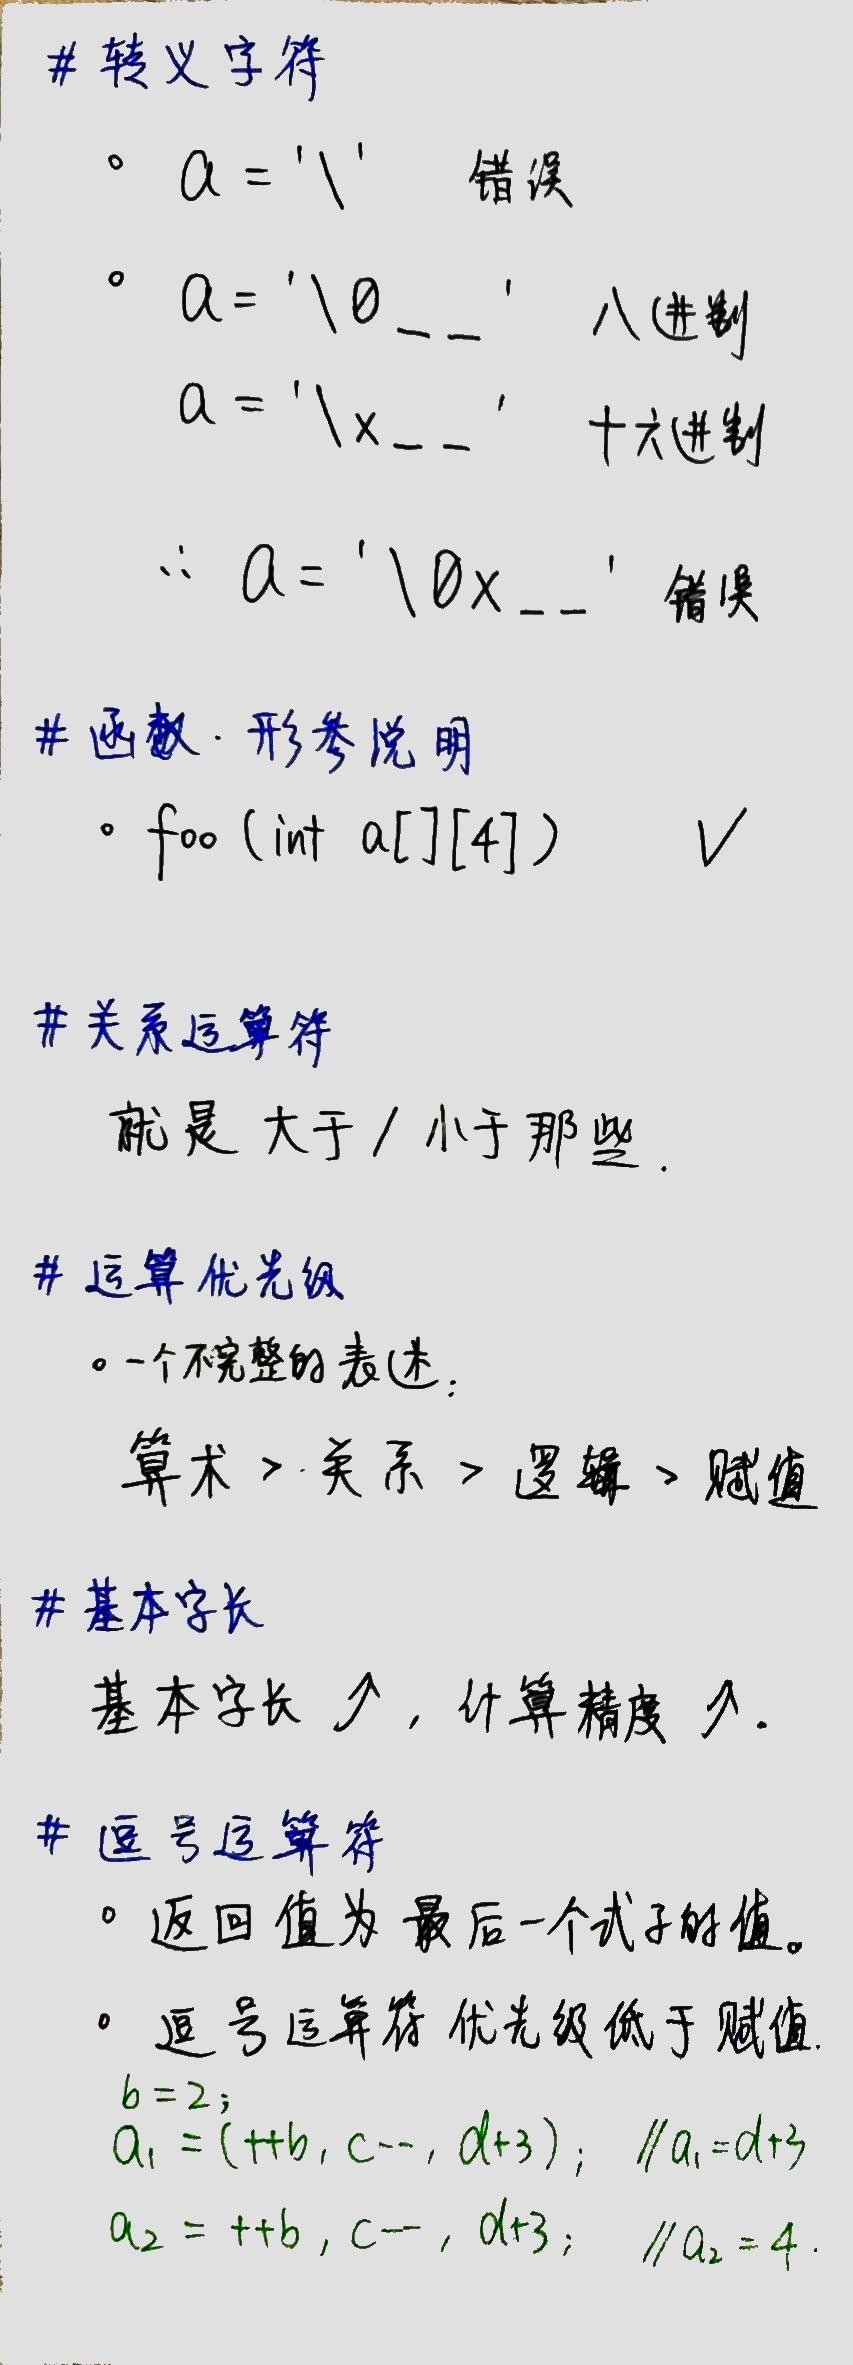 # 转义字符
。 a = '\' 错误
。 a = '\0_ _' 八进制
a = '\x_ _' 十六进制
∴ a = '\0x_ _' 错误
# 函数·形参说明
。 foo (int a[][4]) √
# 关系运算符
就是 大于 / 小于 那些.
# 运算优先级
。一个不完整的表述:
算术 > 关系 > 逻辑 > 赋值
# 基本字长
基本字长 ↗, 计算精度 ↗.
# 逗号运算符
。 返回值为最后一个式子的值。
。 逗号运算符优先级低于赋值.
b = 2;
a₁ = (++b, c--, d+3); //a₁=d+3
a₂ = ++b, c--, d+3; //a₂ = 4.